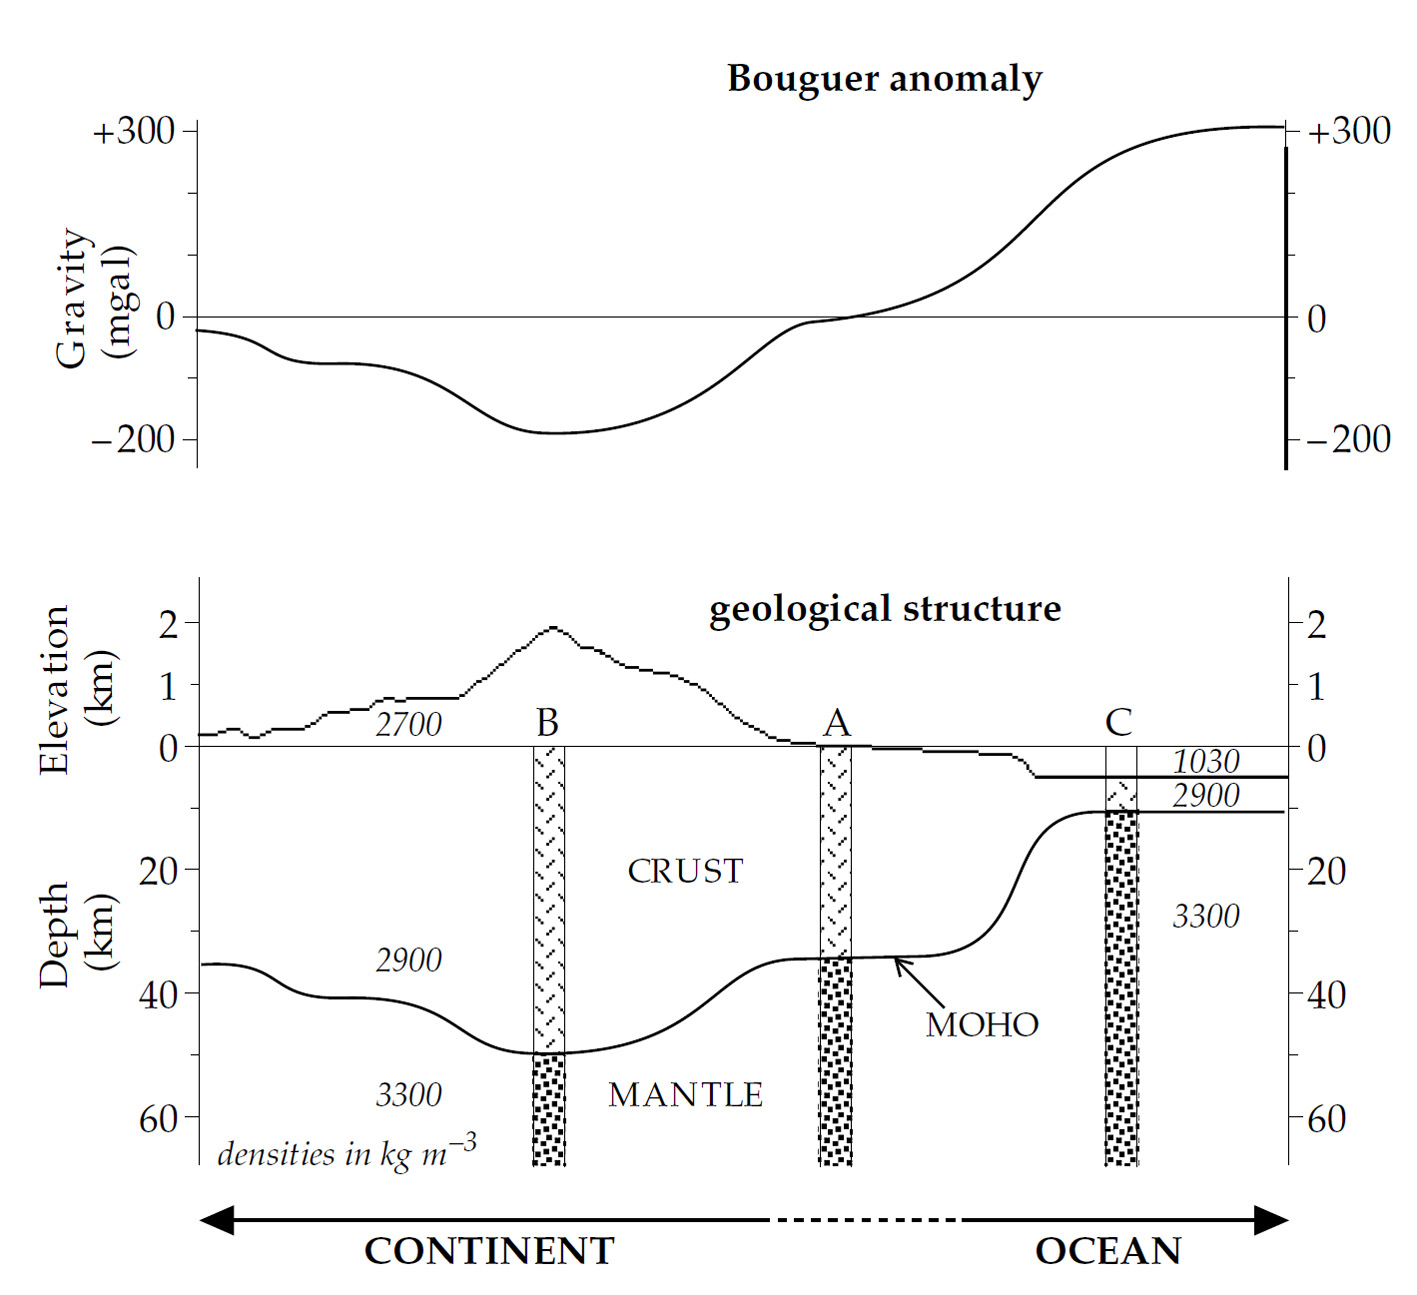 Bouguer anomaly
+300
+300
Gravity
(mgal)
0
0
−200
−200
geological structure
Elevation
(km)
2
2
1
1
2700
B
A
C
0
0
1030
2900
CRUST
20
20
Depth
(km)
3300
2900
40
40
MOHO
3300
MANTLE
60
60
densities in kg m⁻³
CONTINENT
OCEAN